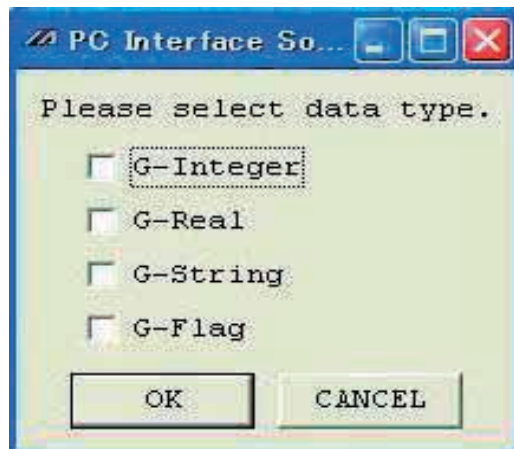 PC Interface So...
Please select data type.
G-Integer
G-Real
G-String
G-Flag
OK CANCEL